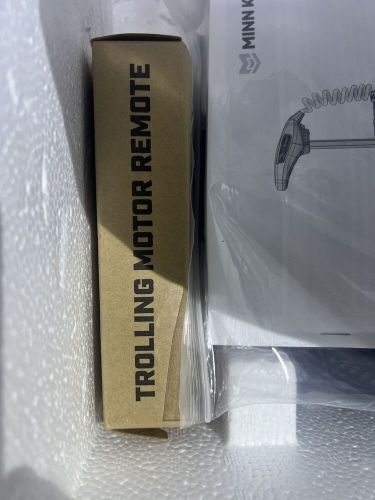 TROLLING MOTOR REMOTE
MINN K